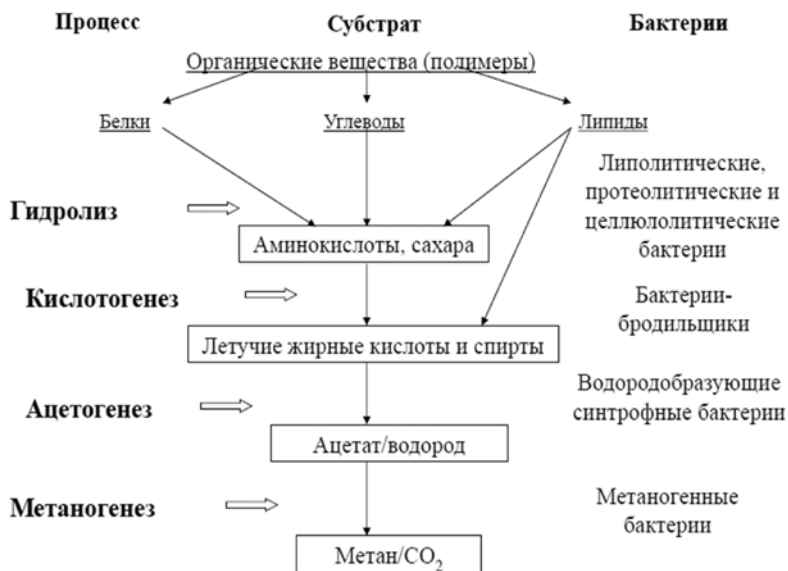 Процесс Субстрат Бактерии
Органические вещества (полимеры)
Белки Углеводы Липиды
Липолитические,
протеолитические и
целлюлолитические
бактерии
Гидролиз
Аминокислоты, сахара
Кислотогенез
Бактерии-
бродильщики
Летучие жирные кислоты и спирты
Ацетогенез
Водородобразующие
синтрофные бактерии
Ацетат/водород
Метаногенез
Метаногенные
бактерии
Метан/CO₂